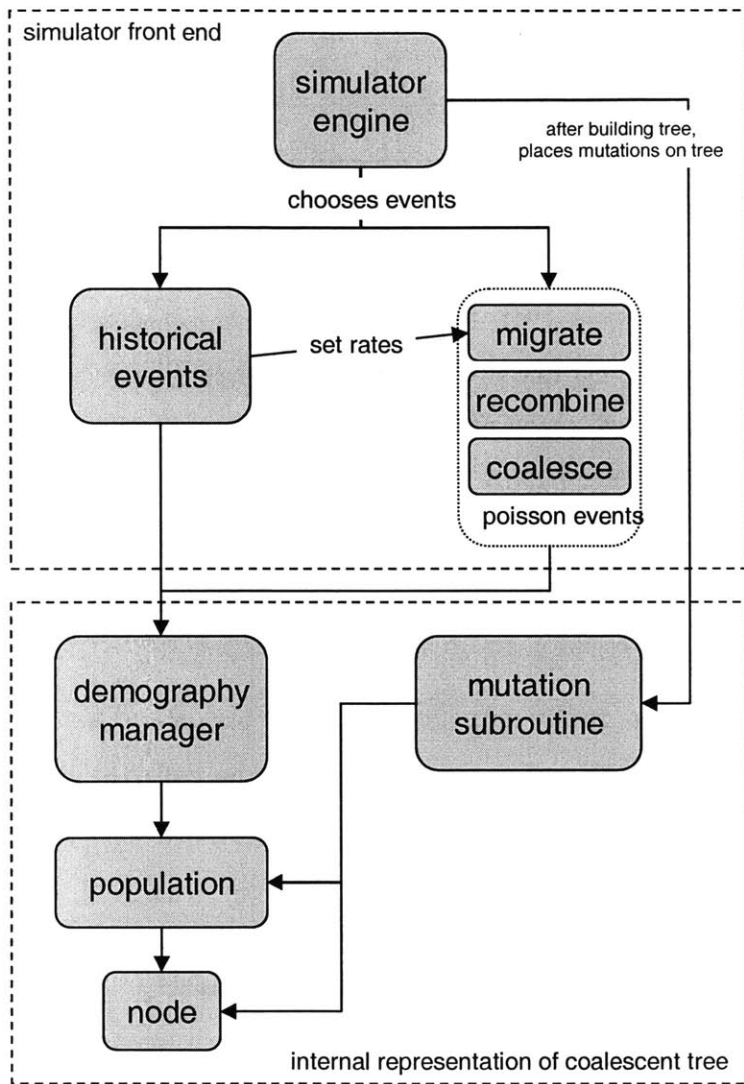 simulator front end
simulator
engine
after building tree,
places mutations on tree
chooses events
historical
events
set rates
migrate
recombine
coalesce
poisson events
demography
manager
mutation
subroutine
population
node
internal representation of coalescent tree